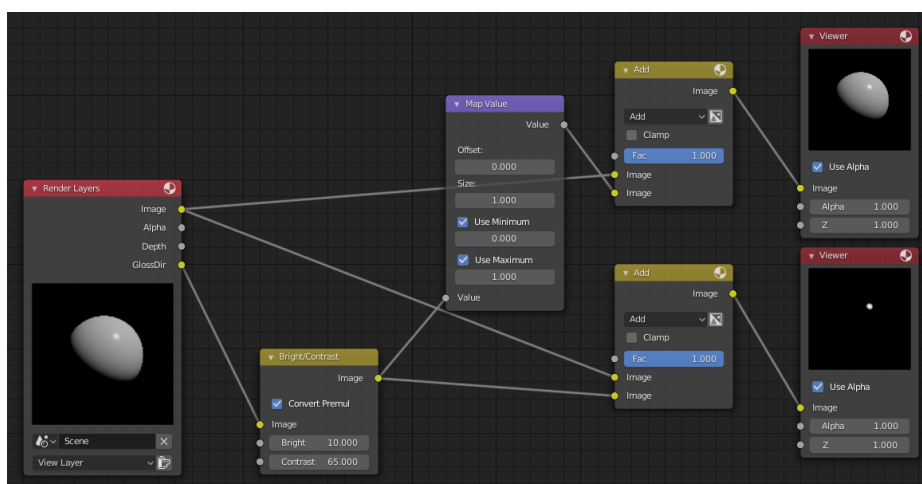 Render Layers
Image
Alpha
Depth
GlossDir
Scene
View Layer
Bright/Contrast
Image
Convert Premul
Image
Bright 10.000
Contrast 65.000
Map Value
Value
Offset:
0.000
Size:
1.000
Use Minimum
0.000
Use Maximum
1.000
Value
Add
Image
Add
Clamp
Fac 1.000
Image
Image
Add
Image
Add
Clamp
Fac 1.000
Image
Image
Viewer
Use Alpha
Image
Alpha 1.000
Z 1.000
Viewer
Use Alpha
Image
Alpha 1.000
Z 1.000